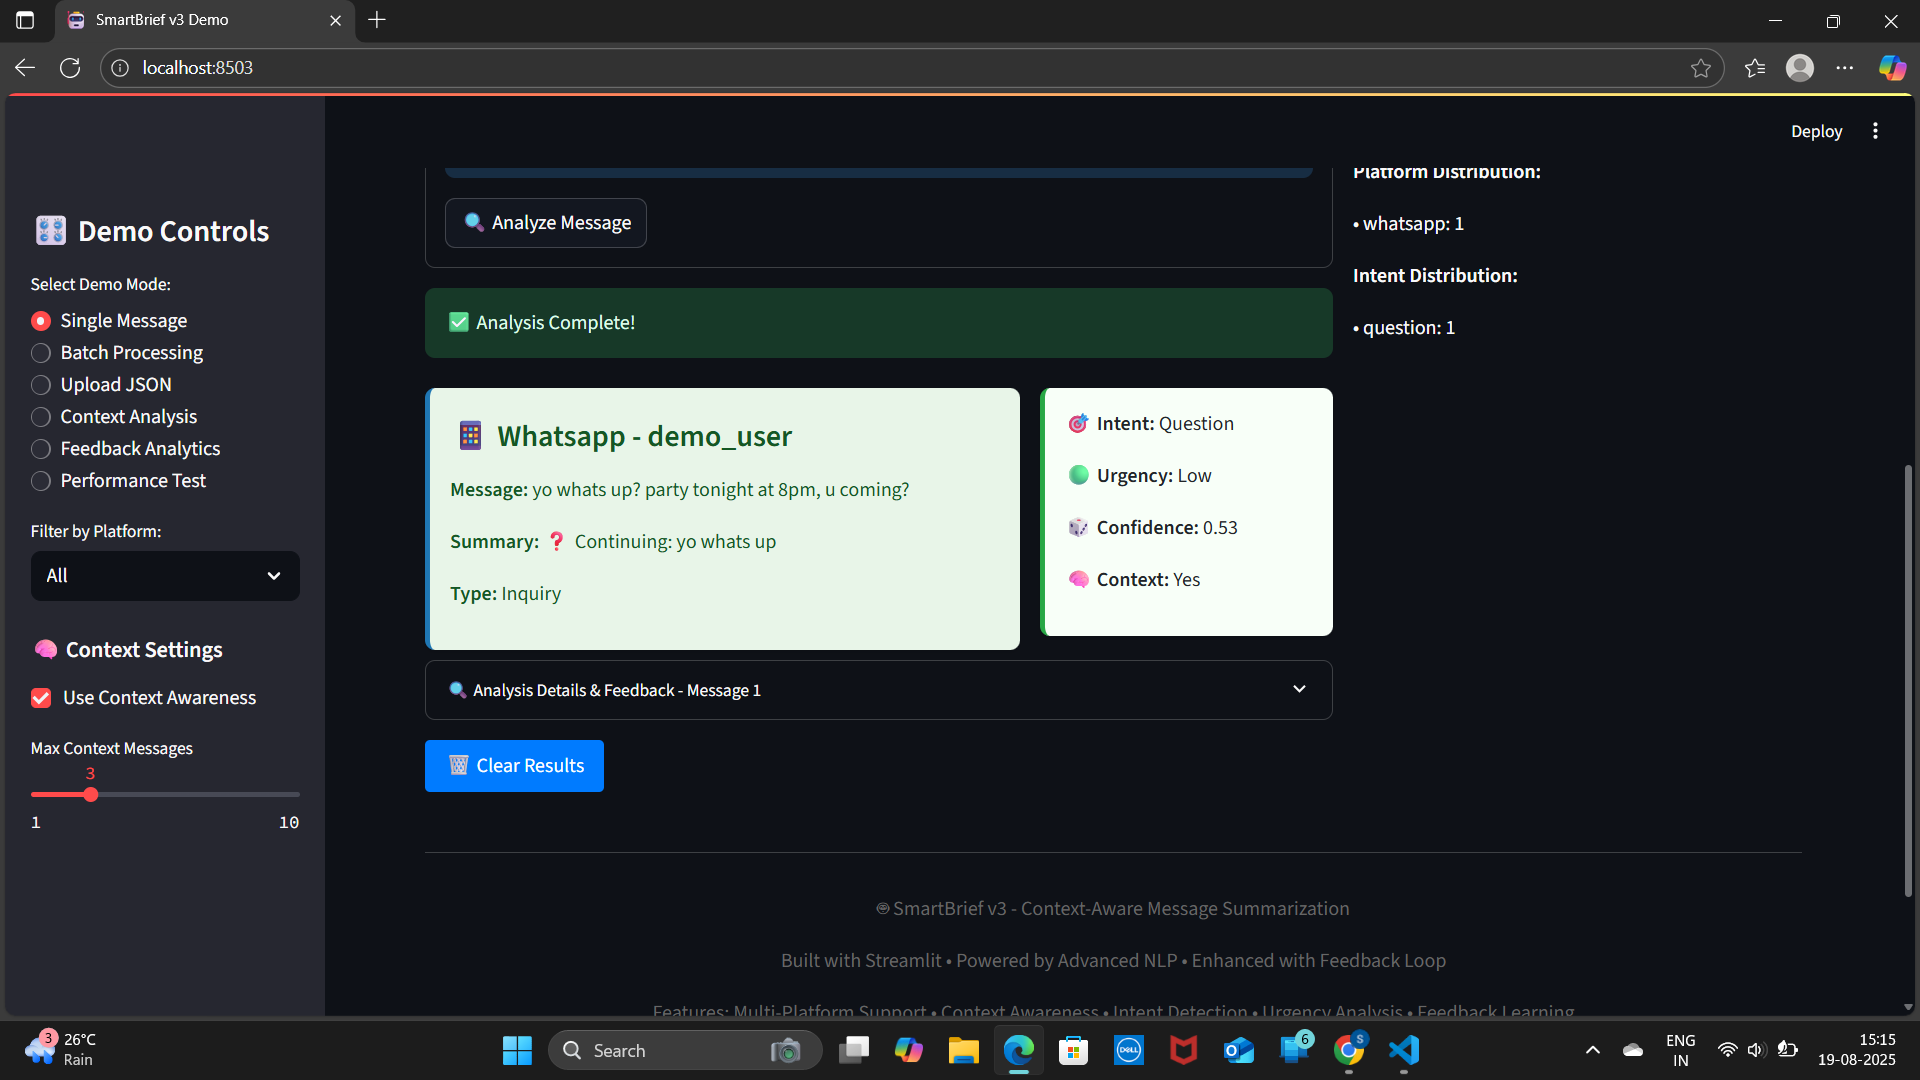 SmartBrief v3 Demo
localhost:8503
Deploy
Demo Controls
Select Demo Mode:
Single Message
Batch Processing
Upload JSON
Context Analysis
Feedback Analytics
Performance Test
Filter by Platform:
All
Context Settings
Use Context Awareness
Max Context Messages
3
1 10
Analyze Message
Analysis Complete!
Whatsapp - demo_user
Message: yo whats up? party tonight at 8pm, u coming?
Summary: ❓ Continuing: yo whats up
Type: Inquiry
Intent: Question
Urgency: Low
Confidence: 0.53
Context: Yes
Analysis Details & Feedback - Message 1
Clear Results
Platform Distribution:
• whatsapp: 1
Intent Distribution:
• question: 1
SmartBrief v3 - Context-Aware Message Summarization
Built with Streamlit • Powered by Advanced NLP • Enhanced with Feedback Loop
Features: Multi-Platform Support • Context Awareness • Intent Detection • Urgency Analysis • Feedback Learning
3
26°C
Rain
Search
DELL
6
S
ENG
IN
15:15
19-08-2025